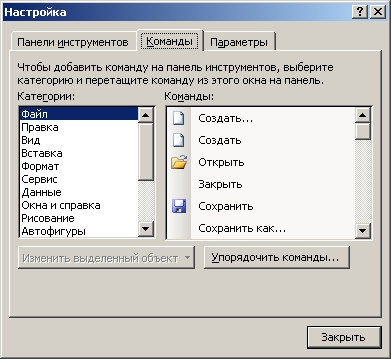 Настройка
Панели инструментов Команды Параметры
Чтобы добавить команду на панель инструментов, выберите
категорию и перетащите команду из этого окна на панель.
Категории:
Файл
Правка
Вид
Вставка
Формат
Сервис
Данные
Окна и справка
Рисование
Автофигуры
Команды:
Создать...
Создать
Открыть
Закрыть
Сохранить
Сохранить как...
Изменить выделенный объект
Упорядочить команды...
Закрыть